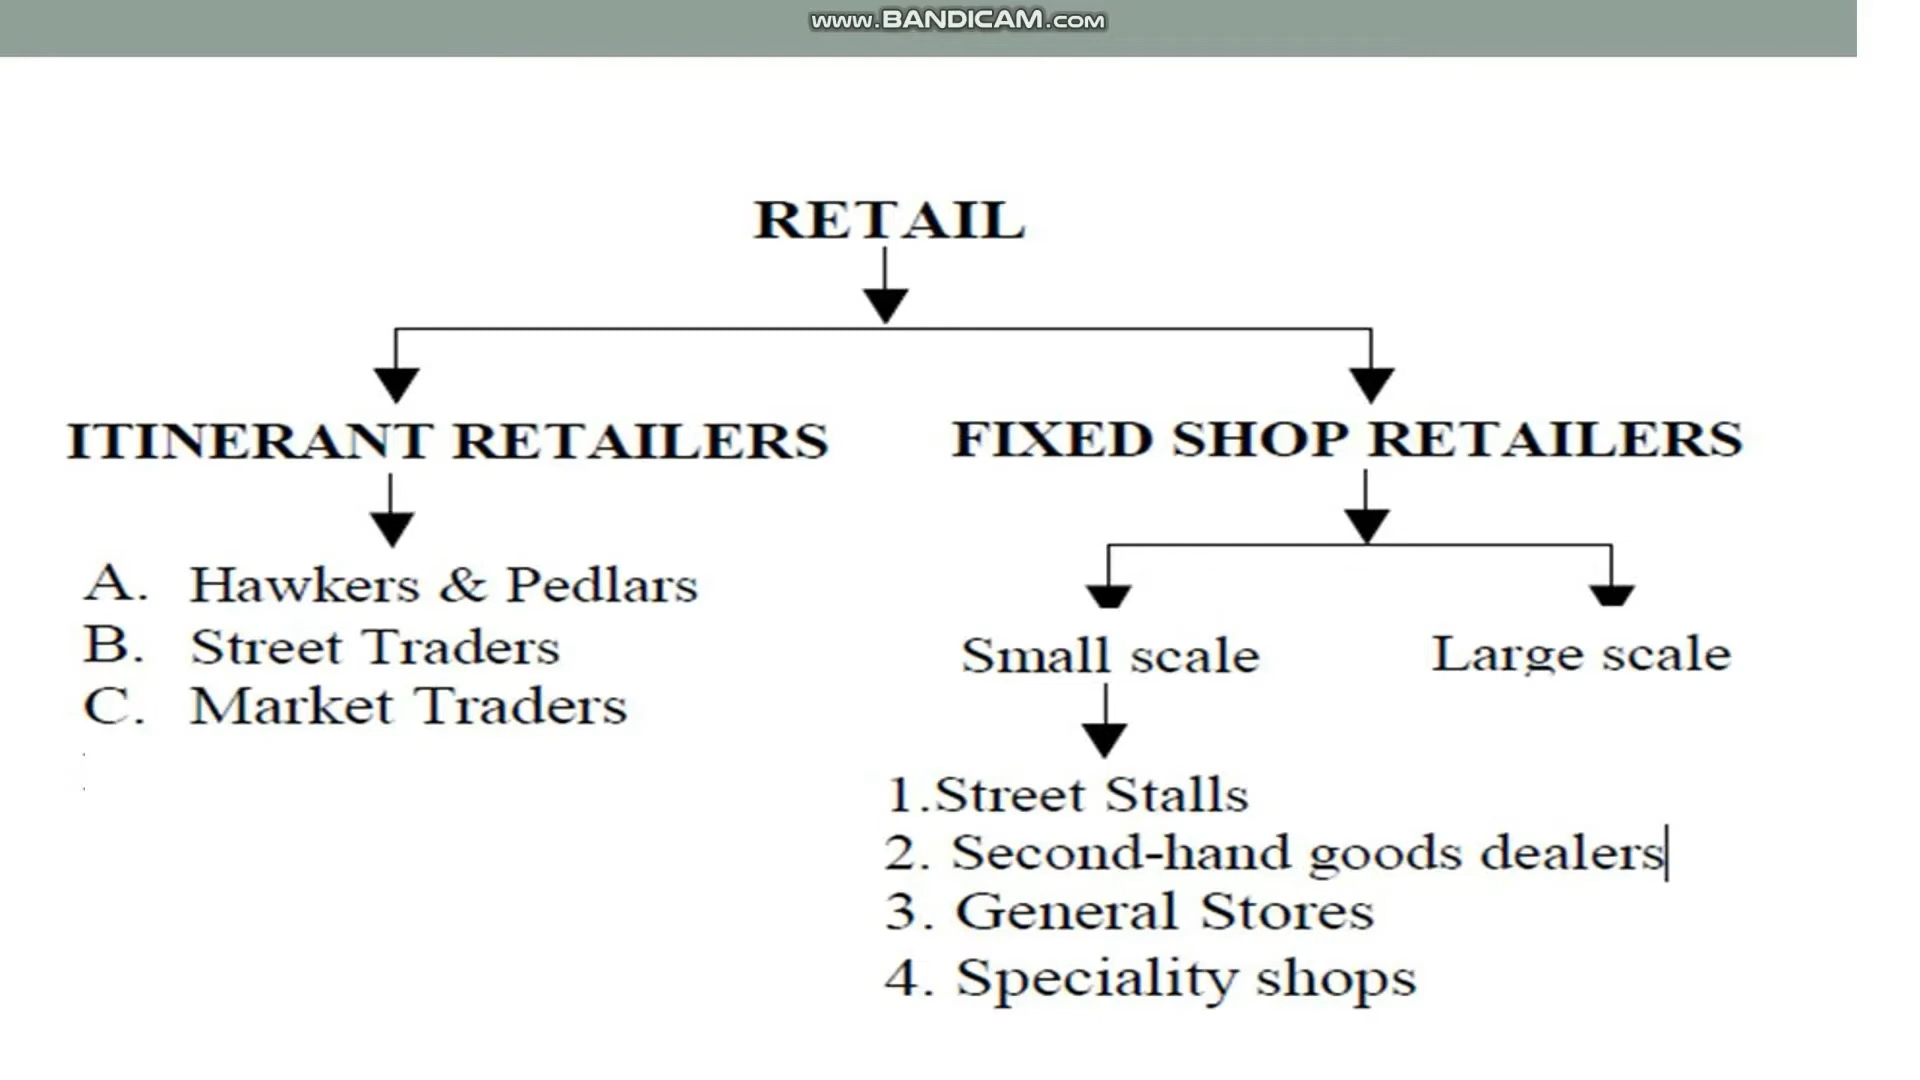 www.BANDICAM.com
RETAIL
ITINERANT RETAILERS
FIXED SHOP RETAILERS
A. Hawkers & Pedlars
B. Street Traders
C. Market Traders
Small scale
Large scale
1.Street Stalls
2. Second-hand goods dealers
3. General Stores
4. Speciality shops